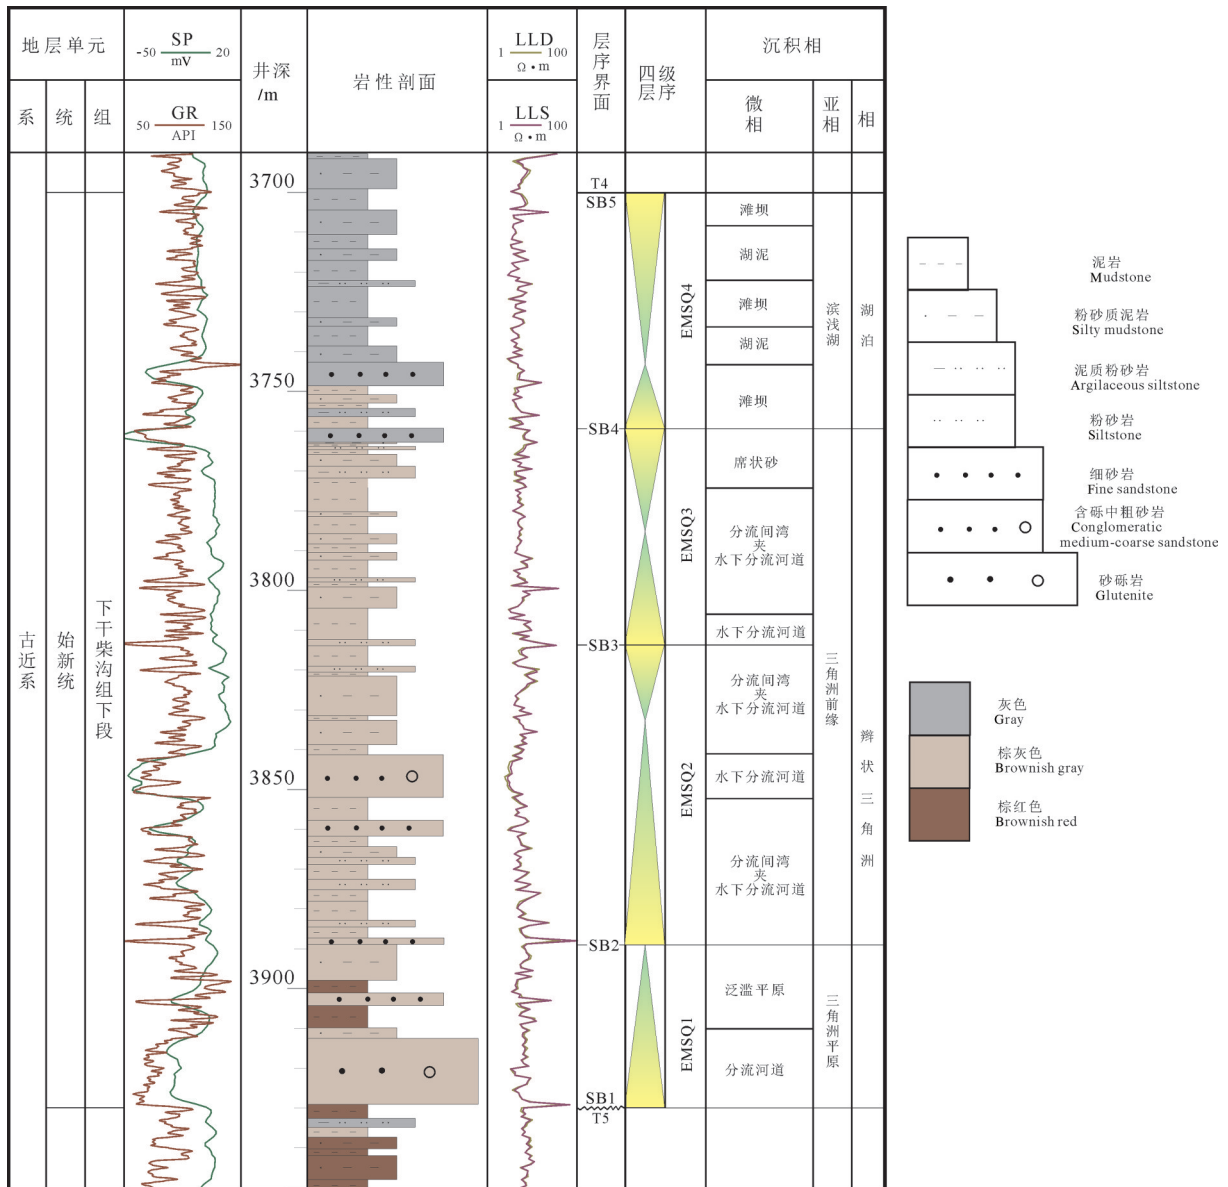 地层单元
系
统
组
SP
-50 20
mV
GR
50 150
API
井深
/m
岩性剖面
LLD
1 100
Ω•m
LLS
1 100
Ω•m
层序界面
四级
层序
沉积相
微相
亚相
相
古近系
始新统
下干柴沟组下段
3700
3750
3800
3850
3900
T4
SB5
SB4
SB3
SB2
SB1
T5
EMSQ4
EMSQ3
EMSQ2
EMSQ1
滩坝
湖泥
滩坝
湖泥
滩坝
席状砂
分流间湾
夹
水下分流河道
水下分流河道
分流间湾
夹
水下分流河道
水下分流河道
分流间湾
夹
水下分流河道
泛滥平原
分流河道
滨浅湖
三角洲前缘
三角洲平原
湖泊
辫状三角洲
泥岩
Mudstone
粉砂质泥岩
Silty mudstone
泥质粉砂岩
Argilaceous siltstone
粉砂岩
Siltstone
细砂岩
Fine sandstone
含砾中粗砂岩
Conglomeratic
medium-coarse sandstone
砂砾岩
Glutenite
灰色
Gray
棕灰色
Brownish gray
棕红色
Brownish red